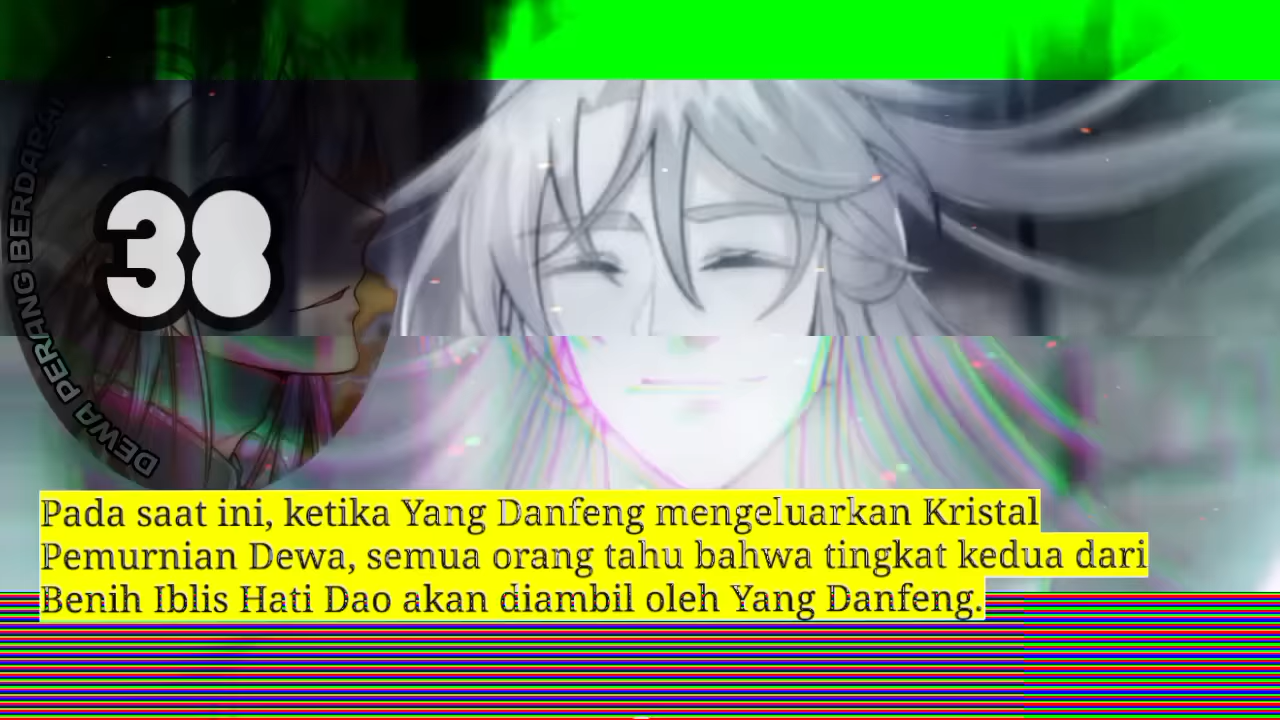 DEWA PERANG BERDARAH
38
Pada saat ini, ketika Yang Danfeng mengeluarkan Kristal
Pemurnian Dewa, semua orang tahu bahwa tingkat kedua dari
Benih Iblis Hati Dao akan diambil oleh Yang Danfeng.